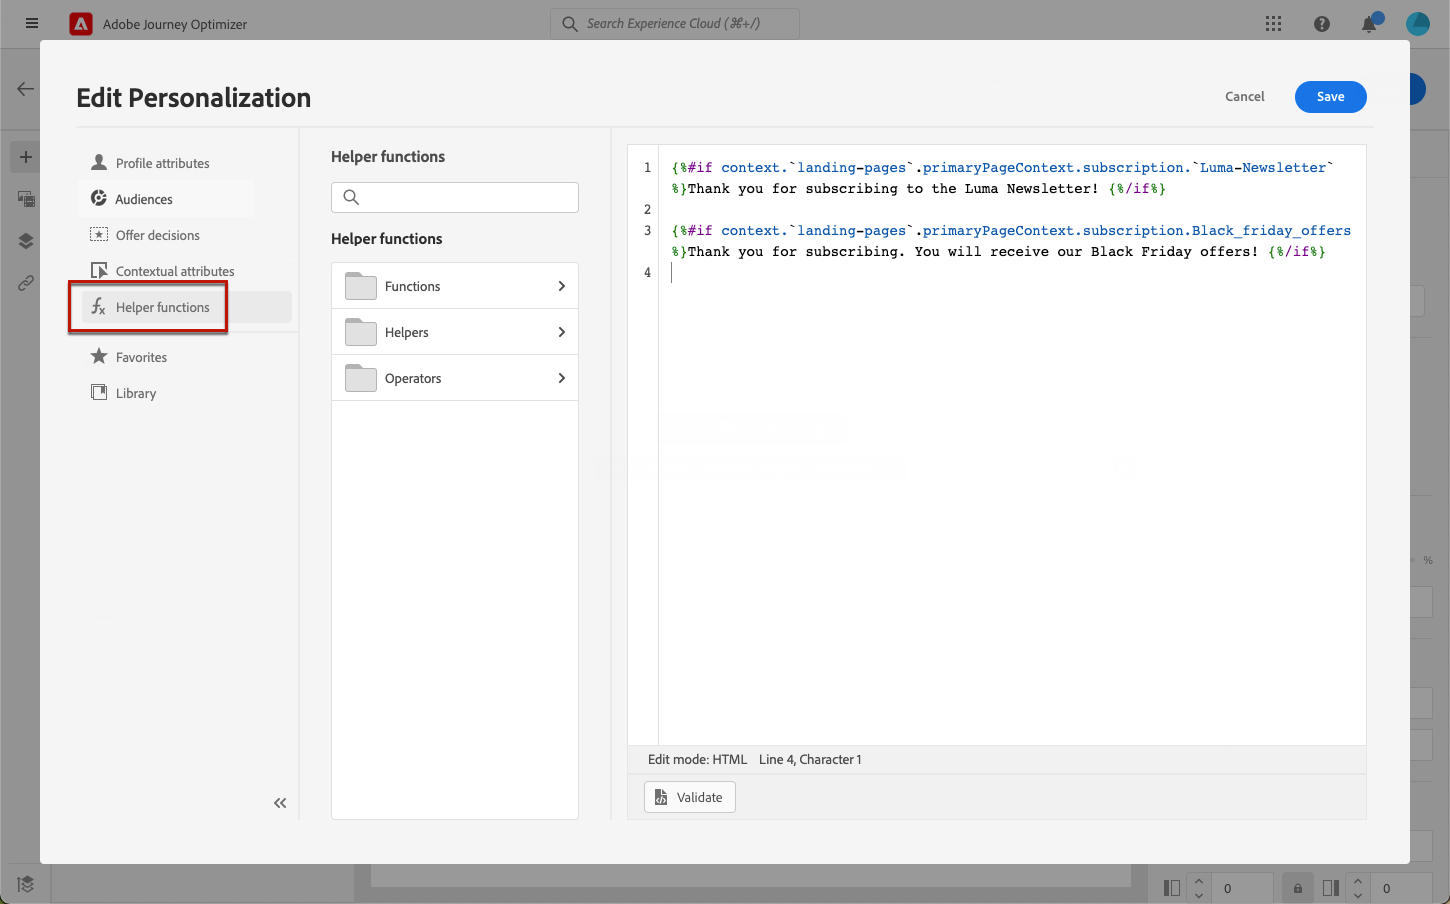 Adobe Journey Optimizer
Search Experience Cloud (⌘+/)
Edit Personalization
Cancel
Save
Profile attributes
Audiences
Offer decisions
Contextual attributes
Helper functions
Favorites
Library
Helper functions
Helper functions
Functions
Helpers
Operators
1 {%#if context.`landing-pages`.primaryPageContext.subscription.`Luma-Newsletter`
%}Thank you for subscribing to the Luma Newsletter! {%/if%}
2
3 {%#if context.`landing-pages`.primaryPageContext.subscription.Black_friday_offers
%}Thank you for subscribing. You will receive our Black Friday offers! {%/if%}
4
Edit mode: HTML Line 4, Character 1
Validate
%
0
0